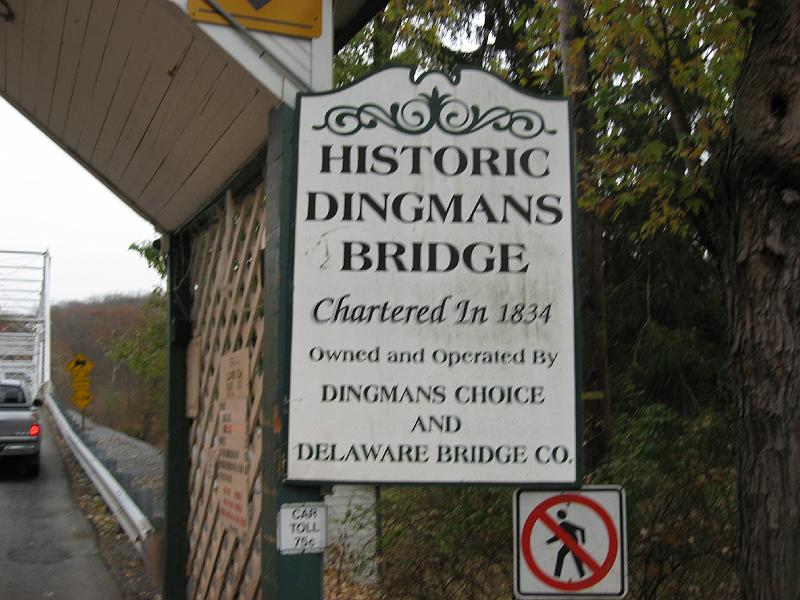 HISTORIC
DINGMANS
BRIDGE
Chartered In 1834
Owned and Operated By
DINGMANS CHOICE
AND
DELAWARE BRIDGE CO.
CAR
TOLL
75¢